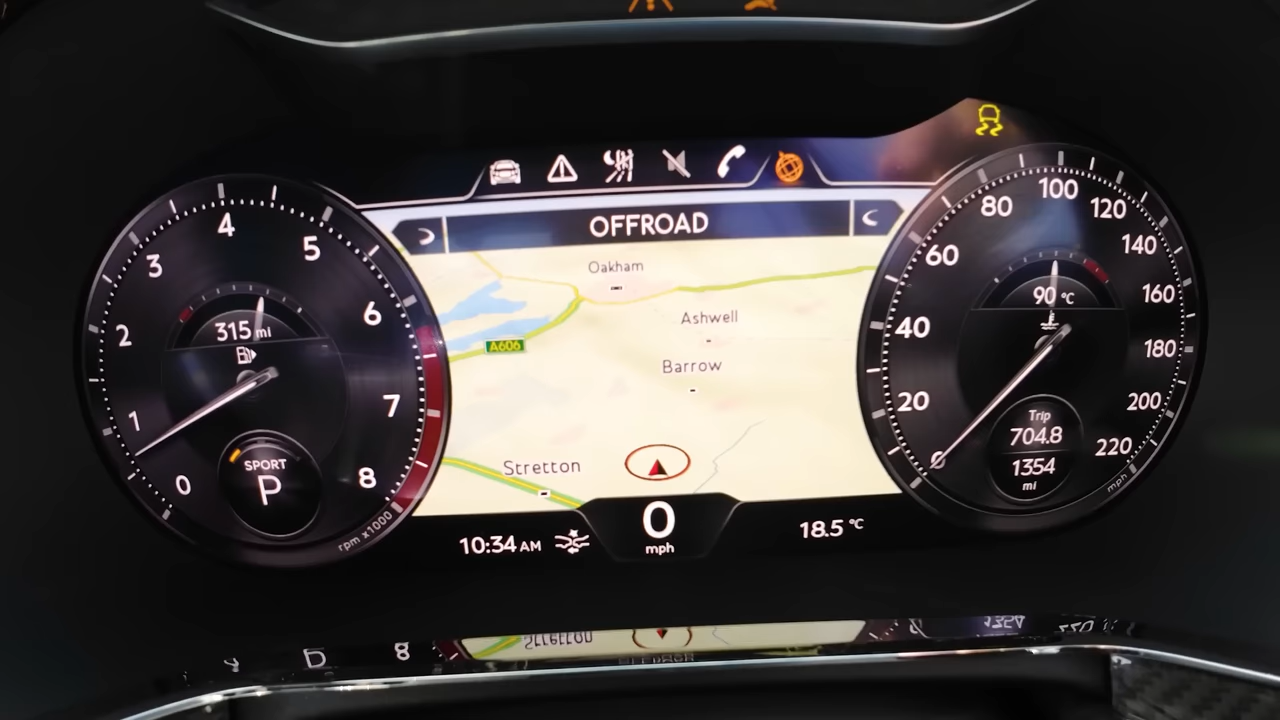 OFFROAD
Oakham
Ashwell
A606
Barrow
Stretton
0
1
2
3
4
5
6
7
8
rpm x1000
315 mi
SPORT
P
0
20
40
60
80
100
120
140
160
180
200
220
mph
90 °C
Trip
704.8
1354
mi
10:34 AM
0
mph
18.5 °C